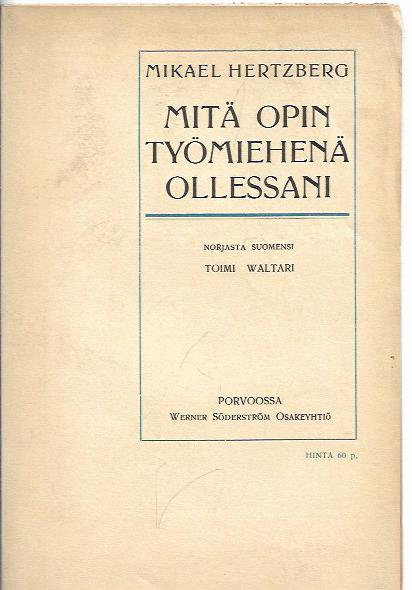 MIKAEL HERTZBERG
MITÄ OPIN
TYÖMIEHENÄ
OLLESSANI
NORJASTA SUOMENSI
TOIMI WALTARI
PORVOOSSA
WERNER SÖDERSTRÖM OSAKEYHTIÖ
HINTA 60 p.